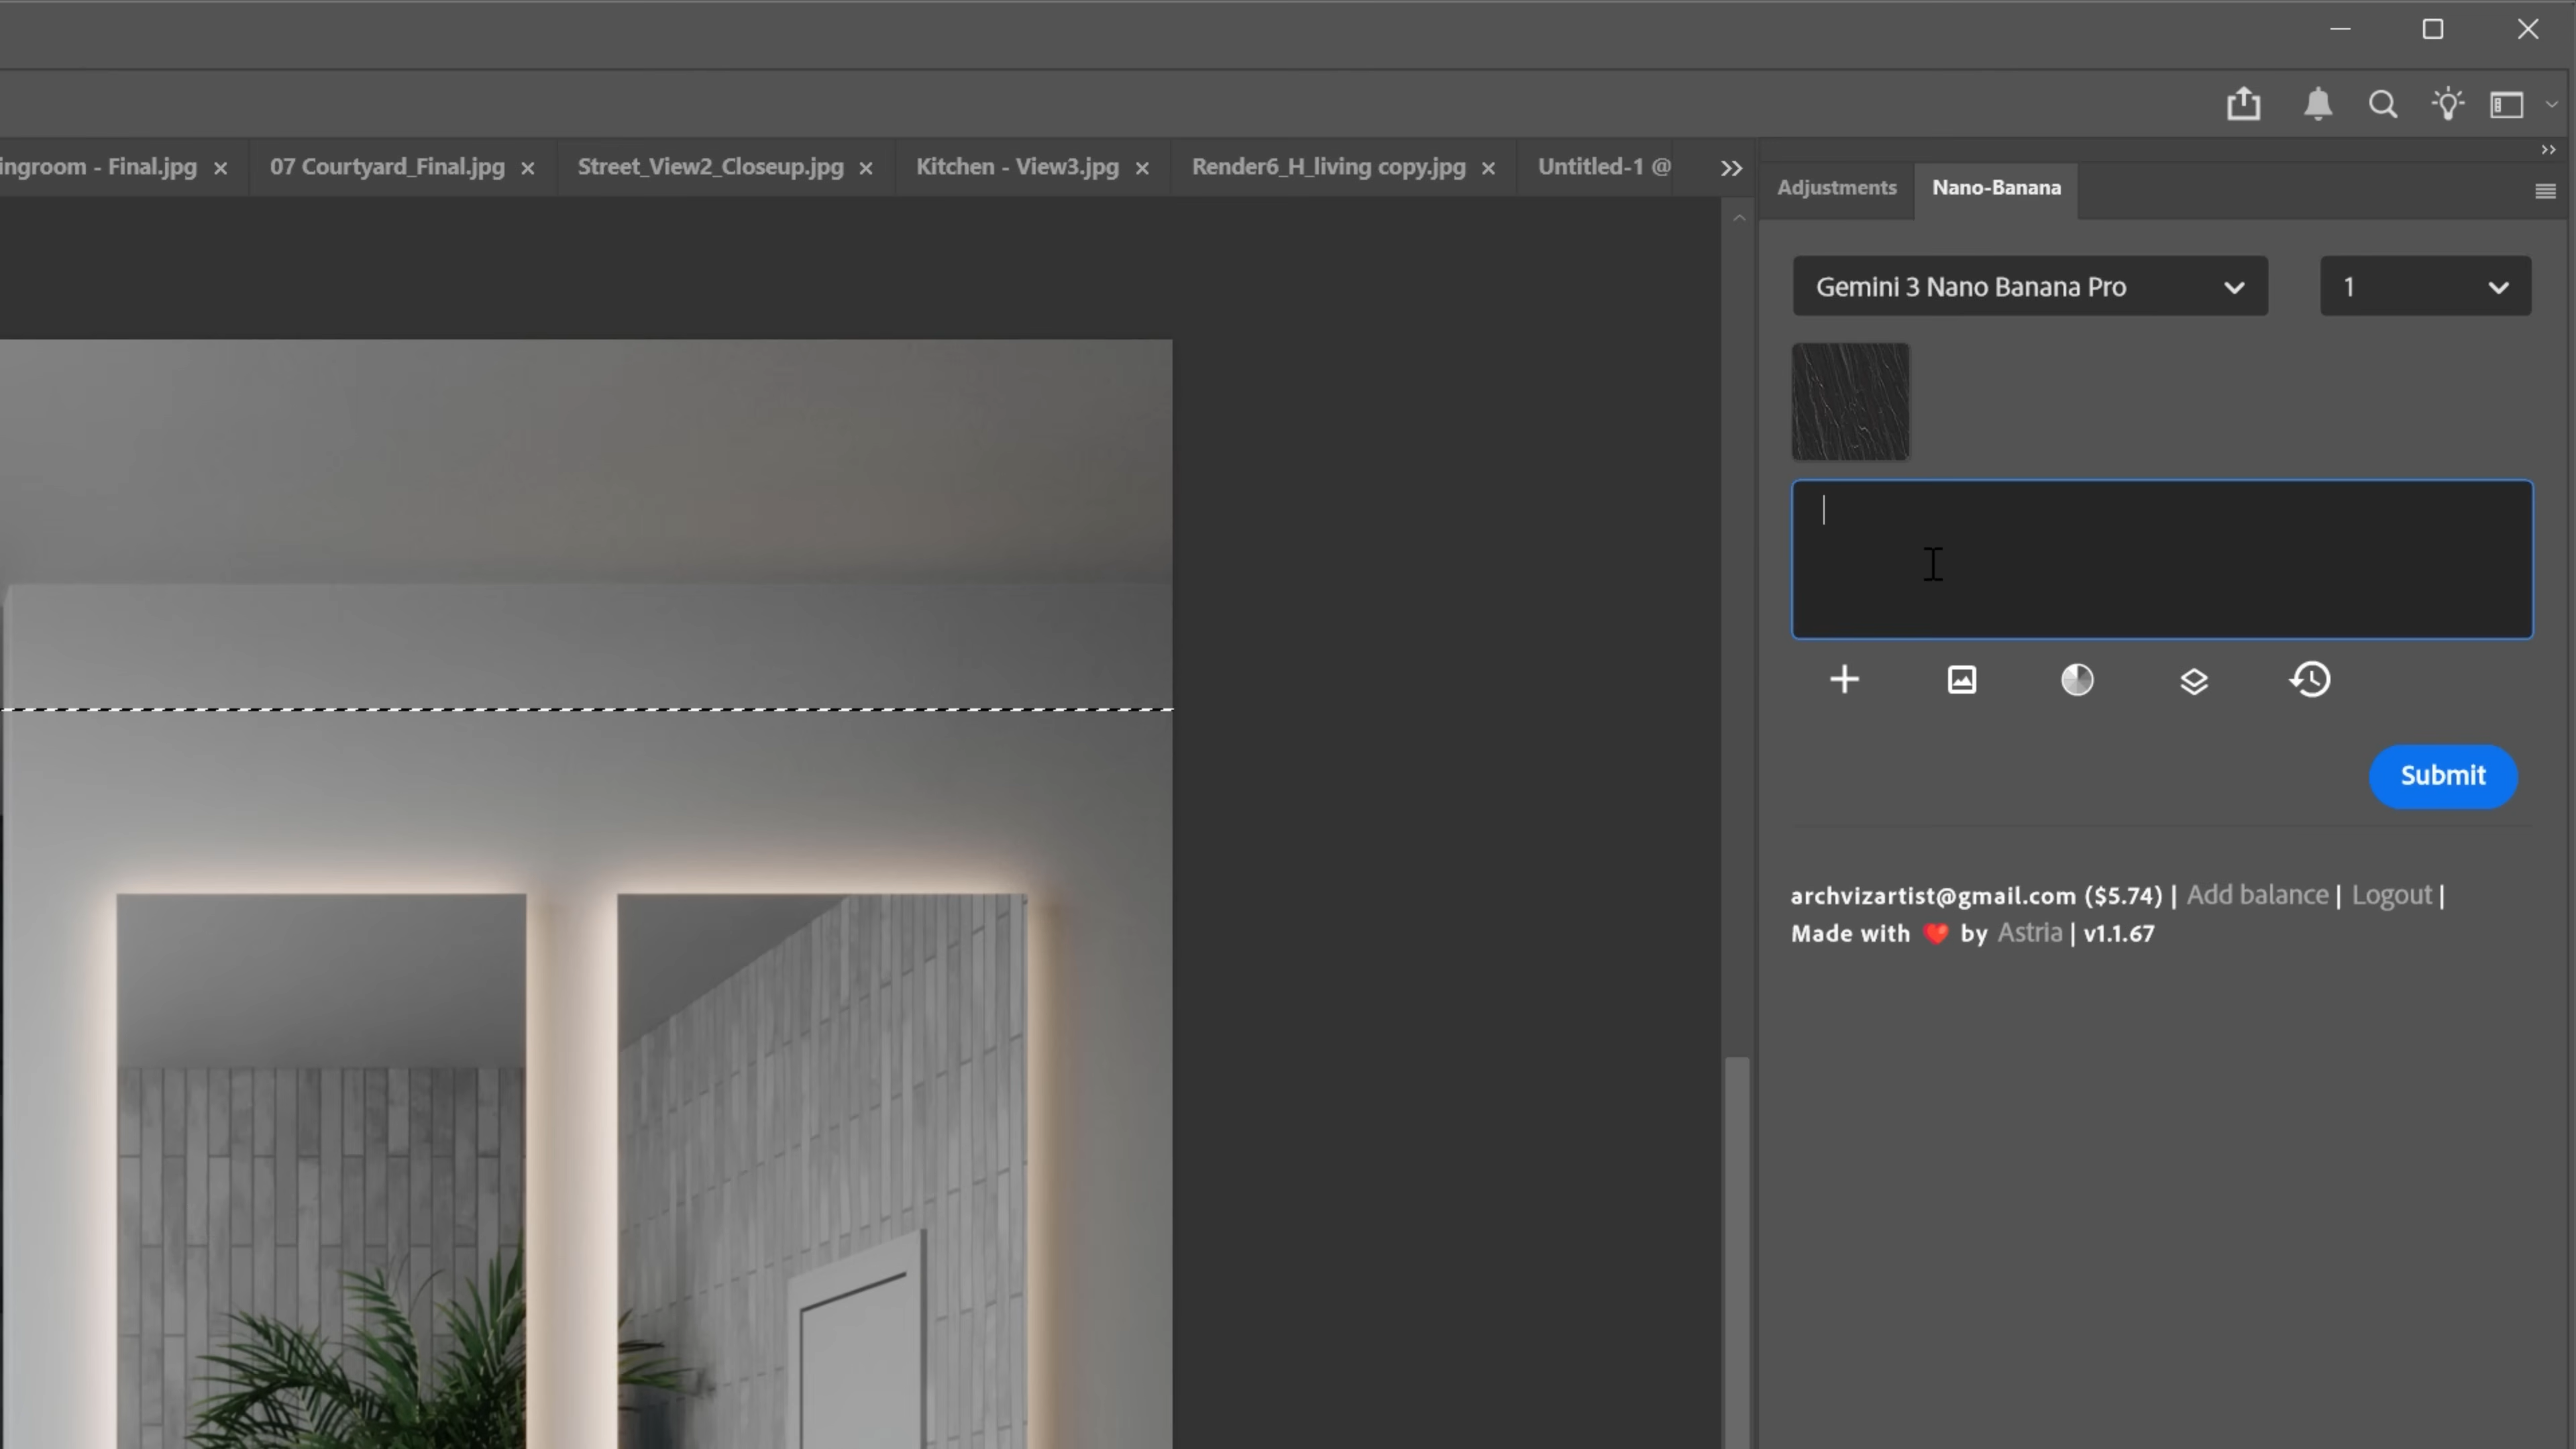 ingroom - Final.jpg × 07 Courtyard_Final.jpg × Street_View2_Closeup.jpg × Kitchen - View3.jpg × Render6_H_living copy.jpg × Untitled-1 @
Adjustments Nano-Banana
Gemini 3 Nano Banana Pro 1
Submit
archvizartist@gmail.com ($5.74) | Add balance | Logout |
Made with ❤️ by Astria | v1.1.67